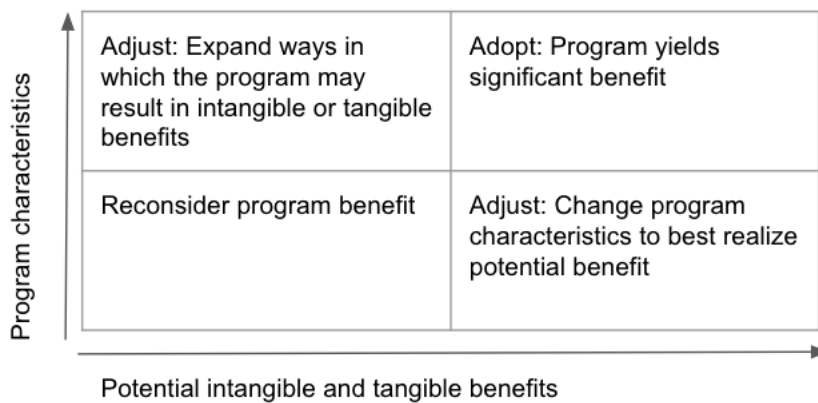 Program characteristics
Adjust: Expand ways in
which the program may
result in intangible or tangible
benefits
Adopt: Program yields
significant benefit
Reconsider program benefit
Adjust: Change program
characteristics to best realize
potential benefit
Potential intangible and tangible benefits